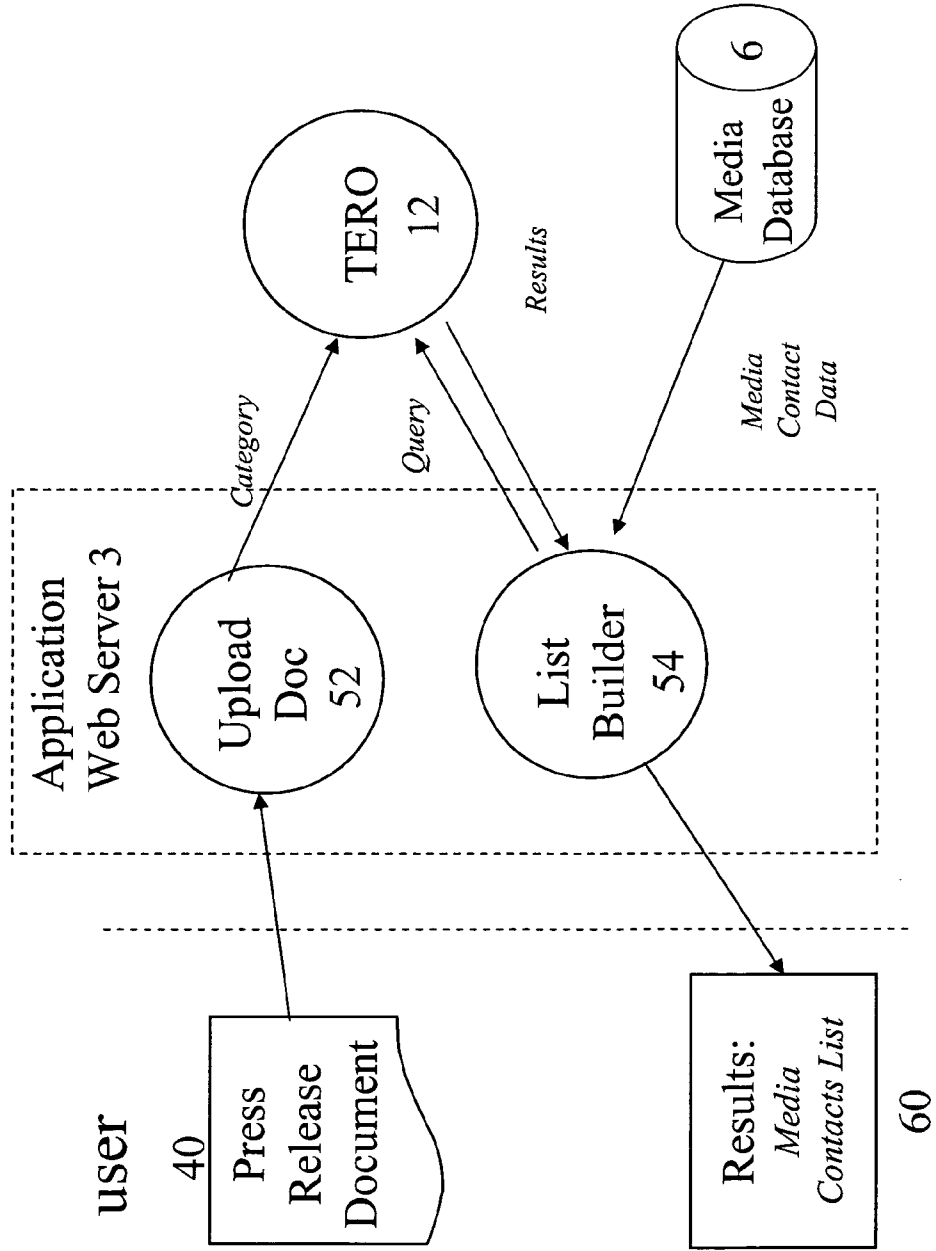 user
40
Press
Release
Document
Results:
Media
Contacts List
60
Application
Web Server 3
Upload
Doc
52
List
Builder
54
Category
Query
Results
Media
Contact
Data
TERO
12
Media
Database
6